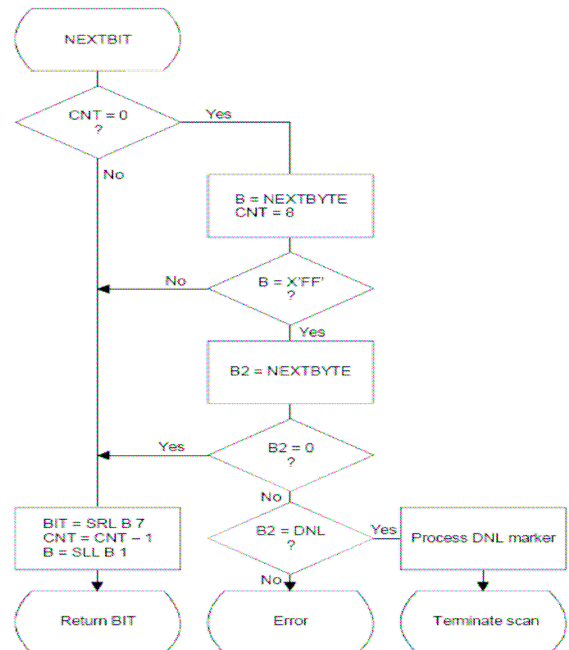 NEXTBIT
CNT = 0
?
Yes
No
B = NEXTBYTE
CNT = 8
B = X'FF'
?
No
Yes
B2 = NEXTBYTE
B2 = 0
?
Yes
No
BIT = SRL B 7
CNT = CNT – 1
B = SLL B 1
B2 = DNL
?
Yes
Process DNL marker
No
Return BIT
Error
Terminate scan